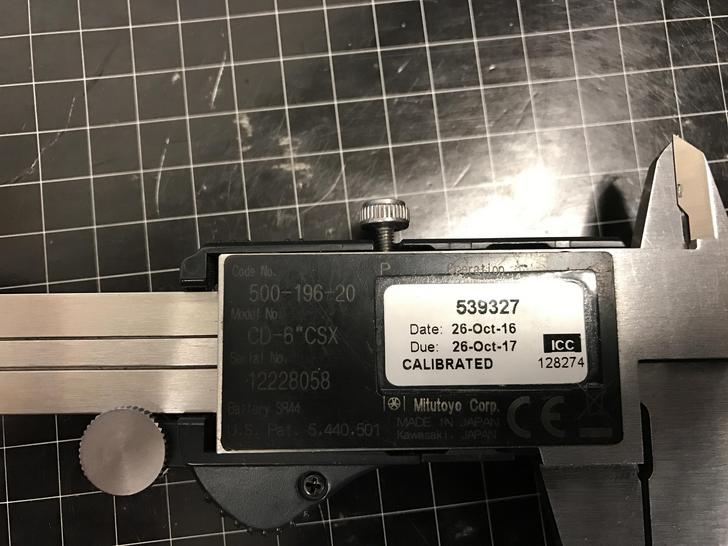 Code No.
500-196-20
Model No.
CD-6"CSX
Serial No.
12228058
Battery SR44
U.S. Pat. 5.440.501
P
Operation
539327
Date: 26-Oct-16
Due: 26-Oct-17
ICC
CALIBRATED 128274
Mitutoyo Corp.
MADE IN JAPAN
Kawasaki, JAPAN
CE